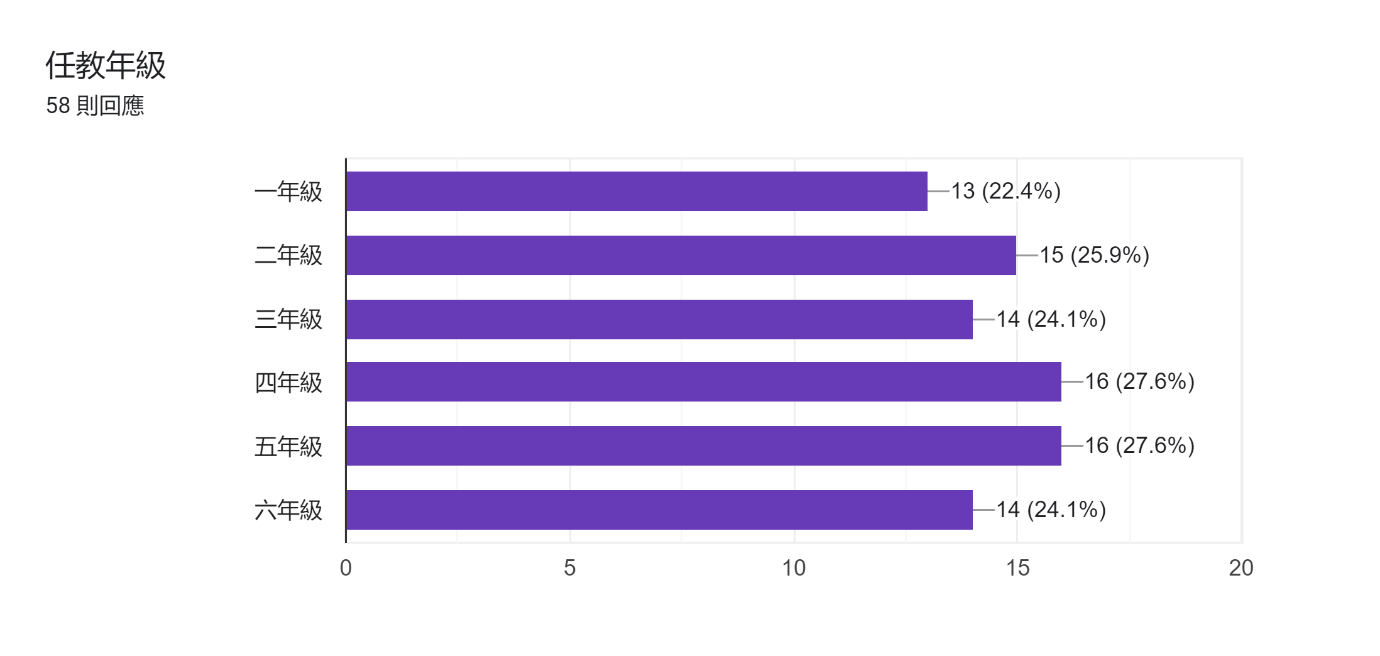 任教年級
58 則回應
一年級 13 (22.4%)
二年級 15 (25.9%)
三年級 14 (24.1%)
四年級 16 (27.6%)
五年級 16 (27.6%)
六年級 14 (24.1%)
0 5 10 15 20